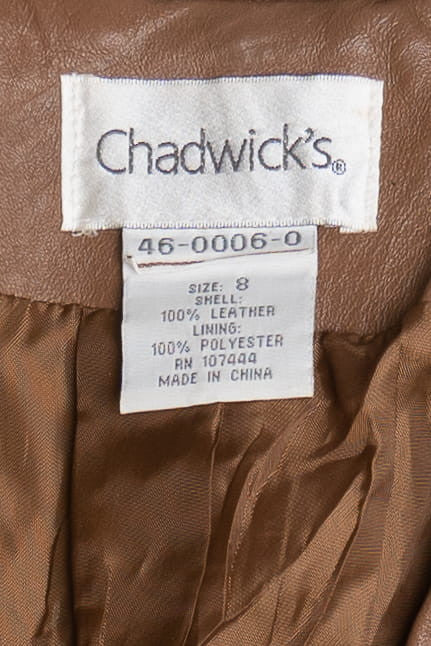 Chadwick's®
46-0006-0
SIZE: 8
SHELL:
100% LEATHER
LINING:
100% POLYESTER
RN 107444
MADE IN CHINA